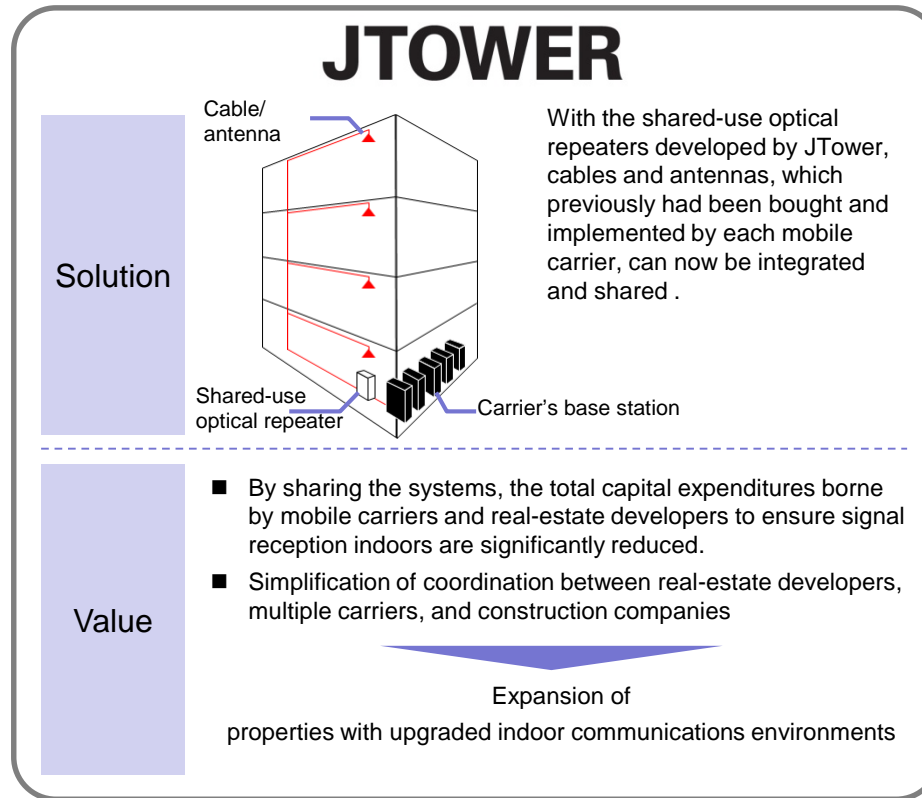 JTOWER
Cable/
antenna
With the shared-use optical
repeaters developed by JTower,
cables and antennas, which
previously had been bought and
implemented by each mobile
carrier, can now be integrated
and shared .
Solution
Shared-use
optical repeater
Carrier's base station
Value
■ By sharing the systems, the total capital expenditures borne
by mobile carriers and real-estate developers to ensure signal
reception indoors are significantly reduced.
■ Simplification of coordination between real-estate developers,
multiple carriers, and construction companies
Expansion of
properties with upgraded indoor communications environments